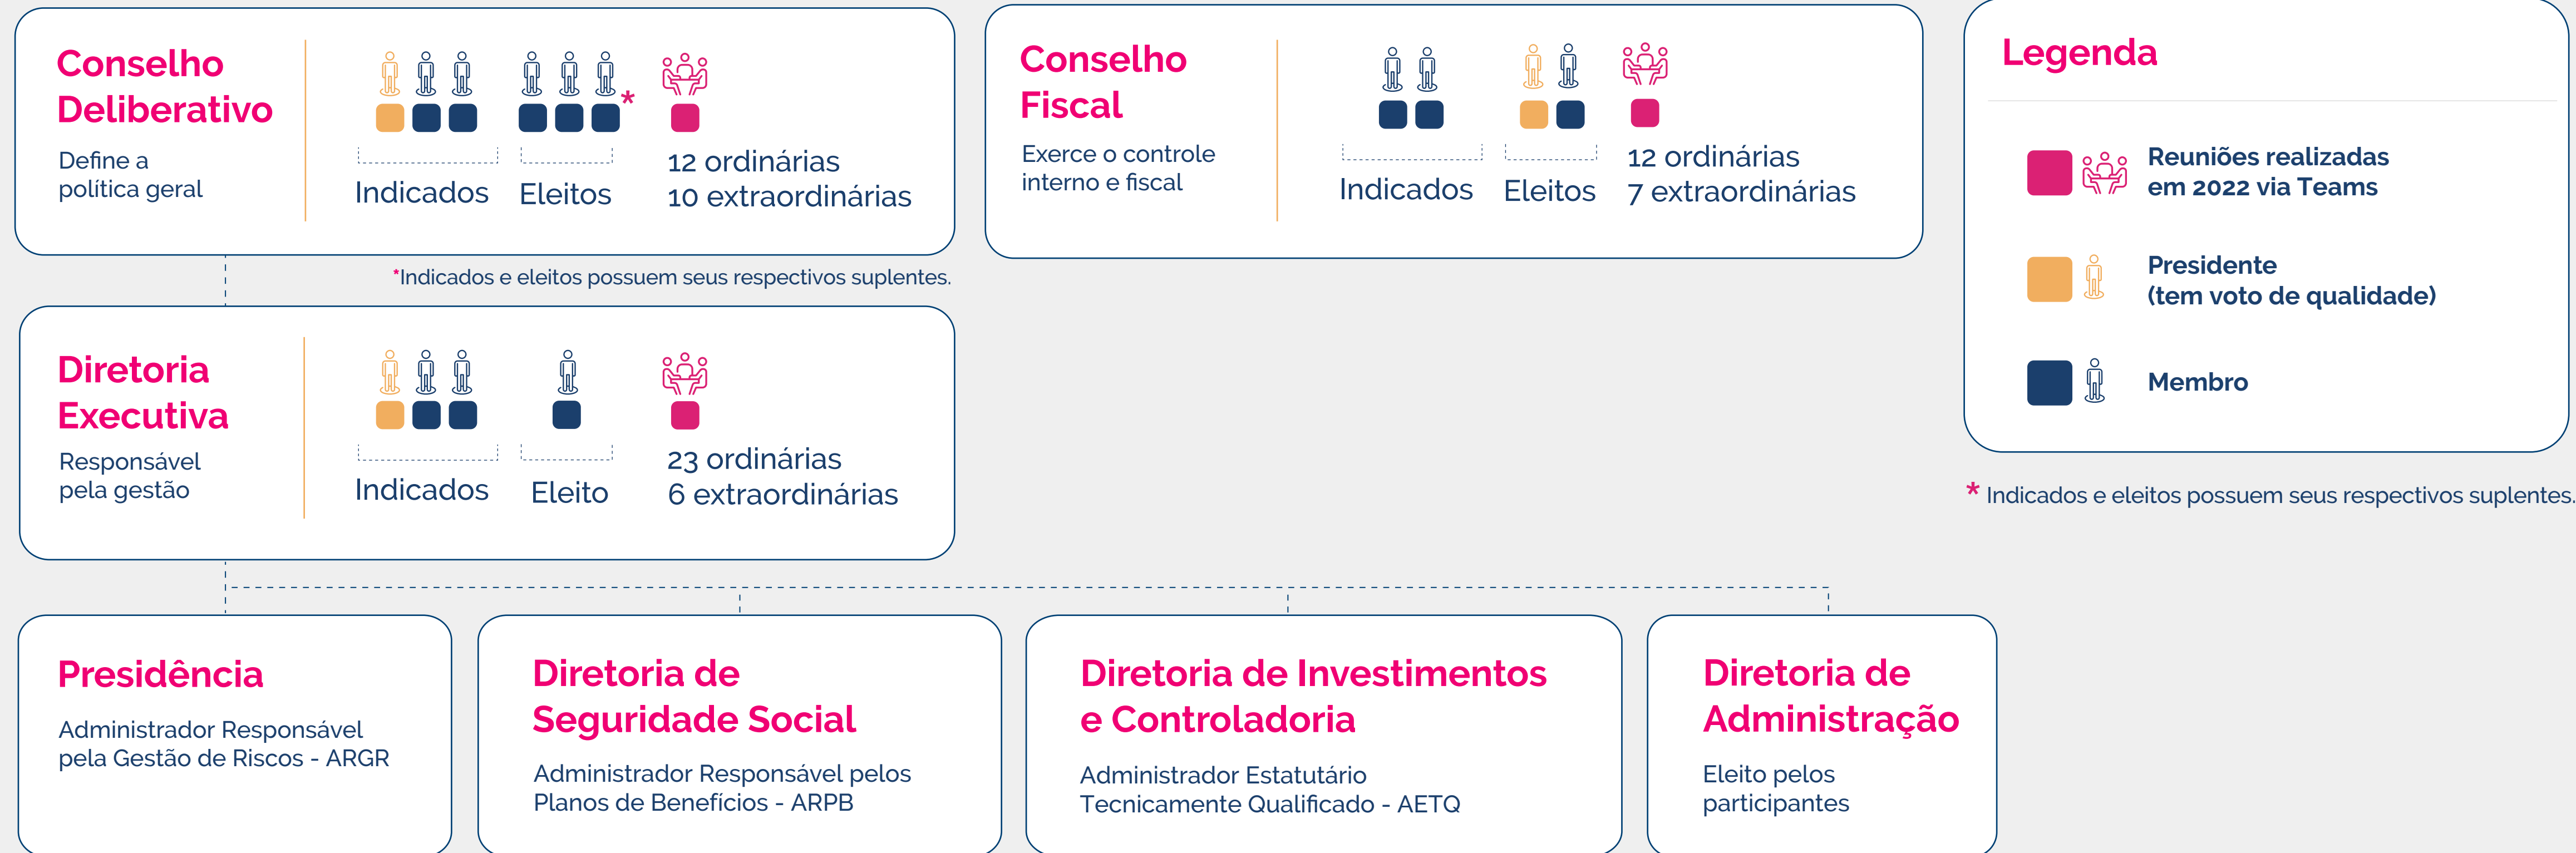 Conselho
Deliberativo
Define a
política geral
Indicados
Eleitos
*
12 ordinárias
10 extraordinárias
*Indicados e eleitos possuem seus respectivos suplentes.
Conselho
Fiscal
Exerce o controle
interno e fiscal
Indicados
Eleitos
12 ordinárias
7 extraordinárias
Legenda
Reuniões realizadas
em 2022 via Teams
Presidente
(tem voto de qualidade)
Membro
* Indicados e eleitos possuem seus respectivos suplentes.
Diretoria
Executiva
Responsável
pela gestão
Indicados
Eleito
23 ordinárias
6 extraordinárias
Presidência
Administrador Responsável
pela Gestão de Riscos - ARGR
Diretoria de
Seguridade Social
Administrador Responsável pelos
Planos de Benefícios - ARPB
Diretoria de Investimentos
e Controladoria
Administrador Estatutário
Tecnicamente Qualificado - AETQ
Diretoria de
Administração
Eleito pelos
participantes